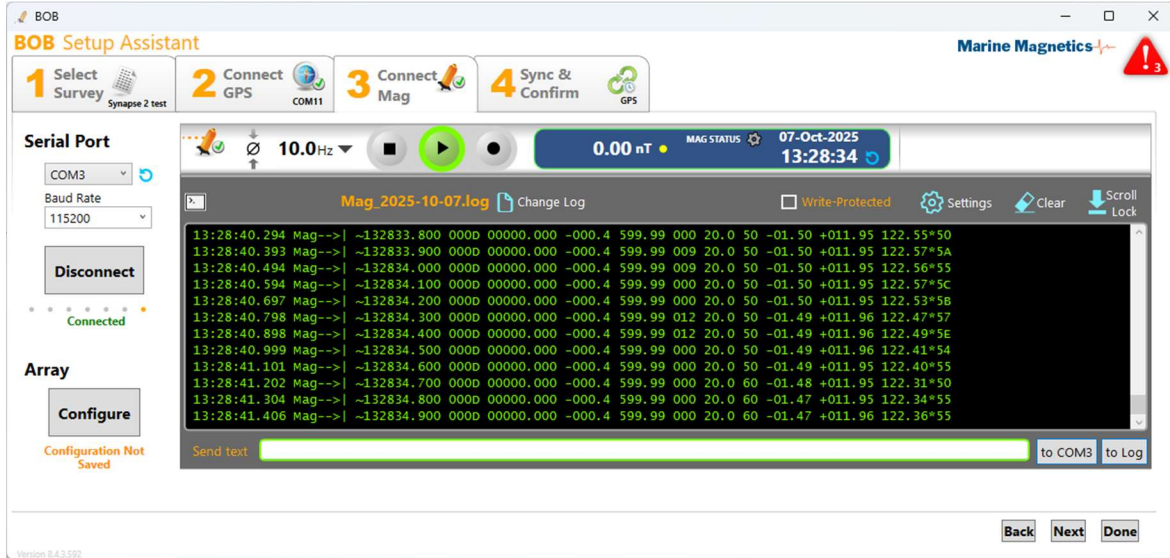 BOB
BOB Setup Assistant
Marine Magnetics
3
1 Select Survey Synapse 2 test
2 Connect GPS COM11
3 Connect Mag
4 Sync & Confirm GPS
Serial Port
COM3
Baud Rate
115200
Disconnect
Connected
Array
Configure
Configuration Not
Saved
10.0Hz
0.00 nT
MAG STATUS
07-Oct-2025
13:28:34
Mag_2025-10-07.log
Change Log
Write-Protected
Settings
Clear
Scroll
Lock
13:28:40.294 Mag-->| ~132833.800 000D 00000.000 -000.4 599.99 000 20.0 50 -01.50 +011.95 122.55*50
13:28:40.393 Mag-->| ~132833.900 000D 00000.000 -000.4 599.99 009 20.0 50 -01.50 +011.95 122.57*5A
13:28:40.494 Mag-->| ~132834.000 000D 00000.000 -000.4 599.99 009 20.0 50 -01.50 +011.95 122.56*55
13:28:40.594 Mag-->| ~132834.100 000D 00000.000 -000.4 599.99 009 20.0 50 -01.50 +011.95 122.57*5C
13:28:40.697 Mag-->| ~132834.200 000D 00000.000 -000.4 599.99 009 20.0 50 -01.50 +011.95 122.53*5B
13:28:40.798 Mag-->| ~132834.300 000D 00000.000 -000.4 599.99 012 20.0 50 -01.49 +011.96 122.47*57
13:28:40.898 Mag-->| ~132834.400 000D 00000.000 -000.4 599.99 012 20.0 50 -01.49 +011.96 122.49*5E
13:28:40.999 Mag-->| ~132834.500 000D 00000.000 -000.4 599.99 000 20.0 50 -01.49 +011.96 122.41*54
13:28:41.101 Mag-->| ~132834.600 000D 00000.000 -000.4 599.99 000 20.0 50 -01.49 +011.95 122.40*55
13:28:41.202 Mag-->| ~132834.700 000D 00000.000 -000.4 599.99 000 20.0 60 -01.48 +011.95 122.31*50
13:28:41.304 Mag-->| ~132834.800 000D 00000.000 -000.4 599.99 000 20.0 60 -01.47 +011.95 122.34*55
13:28:41.406 Mag-->| ~132834.900 000D 00000.000 -000.4 599.99 000 20.0 60 -01.47 +011.96 122.36*55
Send text
to COM3
to Log
Back
Next
Done
Version 8.4.3.592